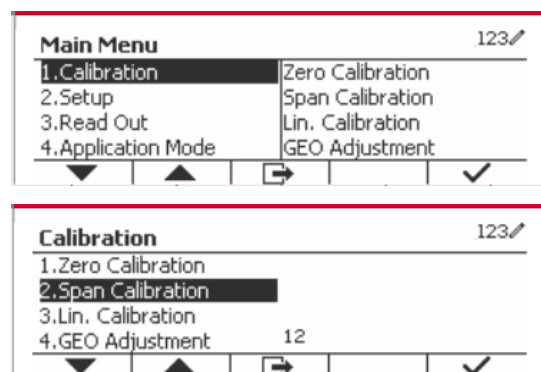 Main Menu 123
1.Calibration Zero Calibration
2.Setup Span Calibration
3.Read Out Lin. Calibration
4.Application Mode GEO Adjustment
Calibration 123
1.Zero Calibration
2.Span Calibration
3.Lin. Calibration
4.GEO Adjustment 12